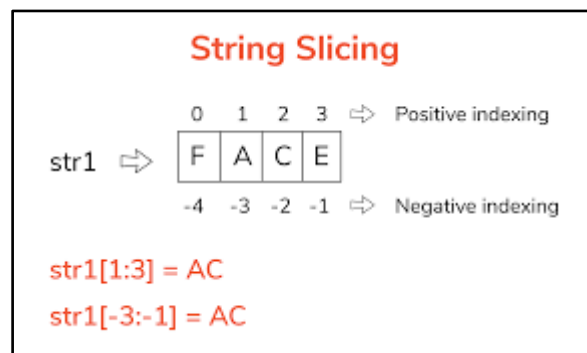 String Slicing
0 1 2 3 ⇨ Positive indexing
str1 ⇨ F A C E
-4 -3 -2 -1 ⇨ Negative indexing
str1[1:3] = AC
str1[-3:-1] = AC